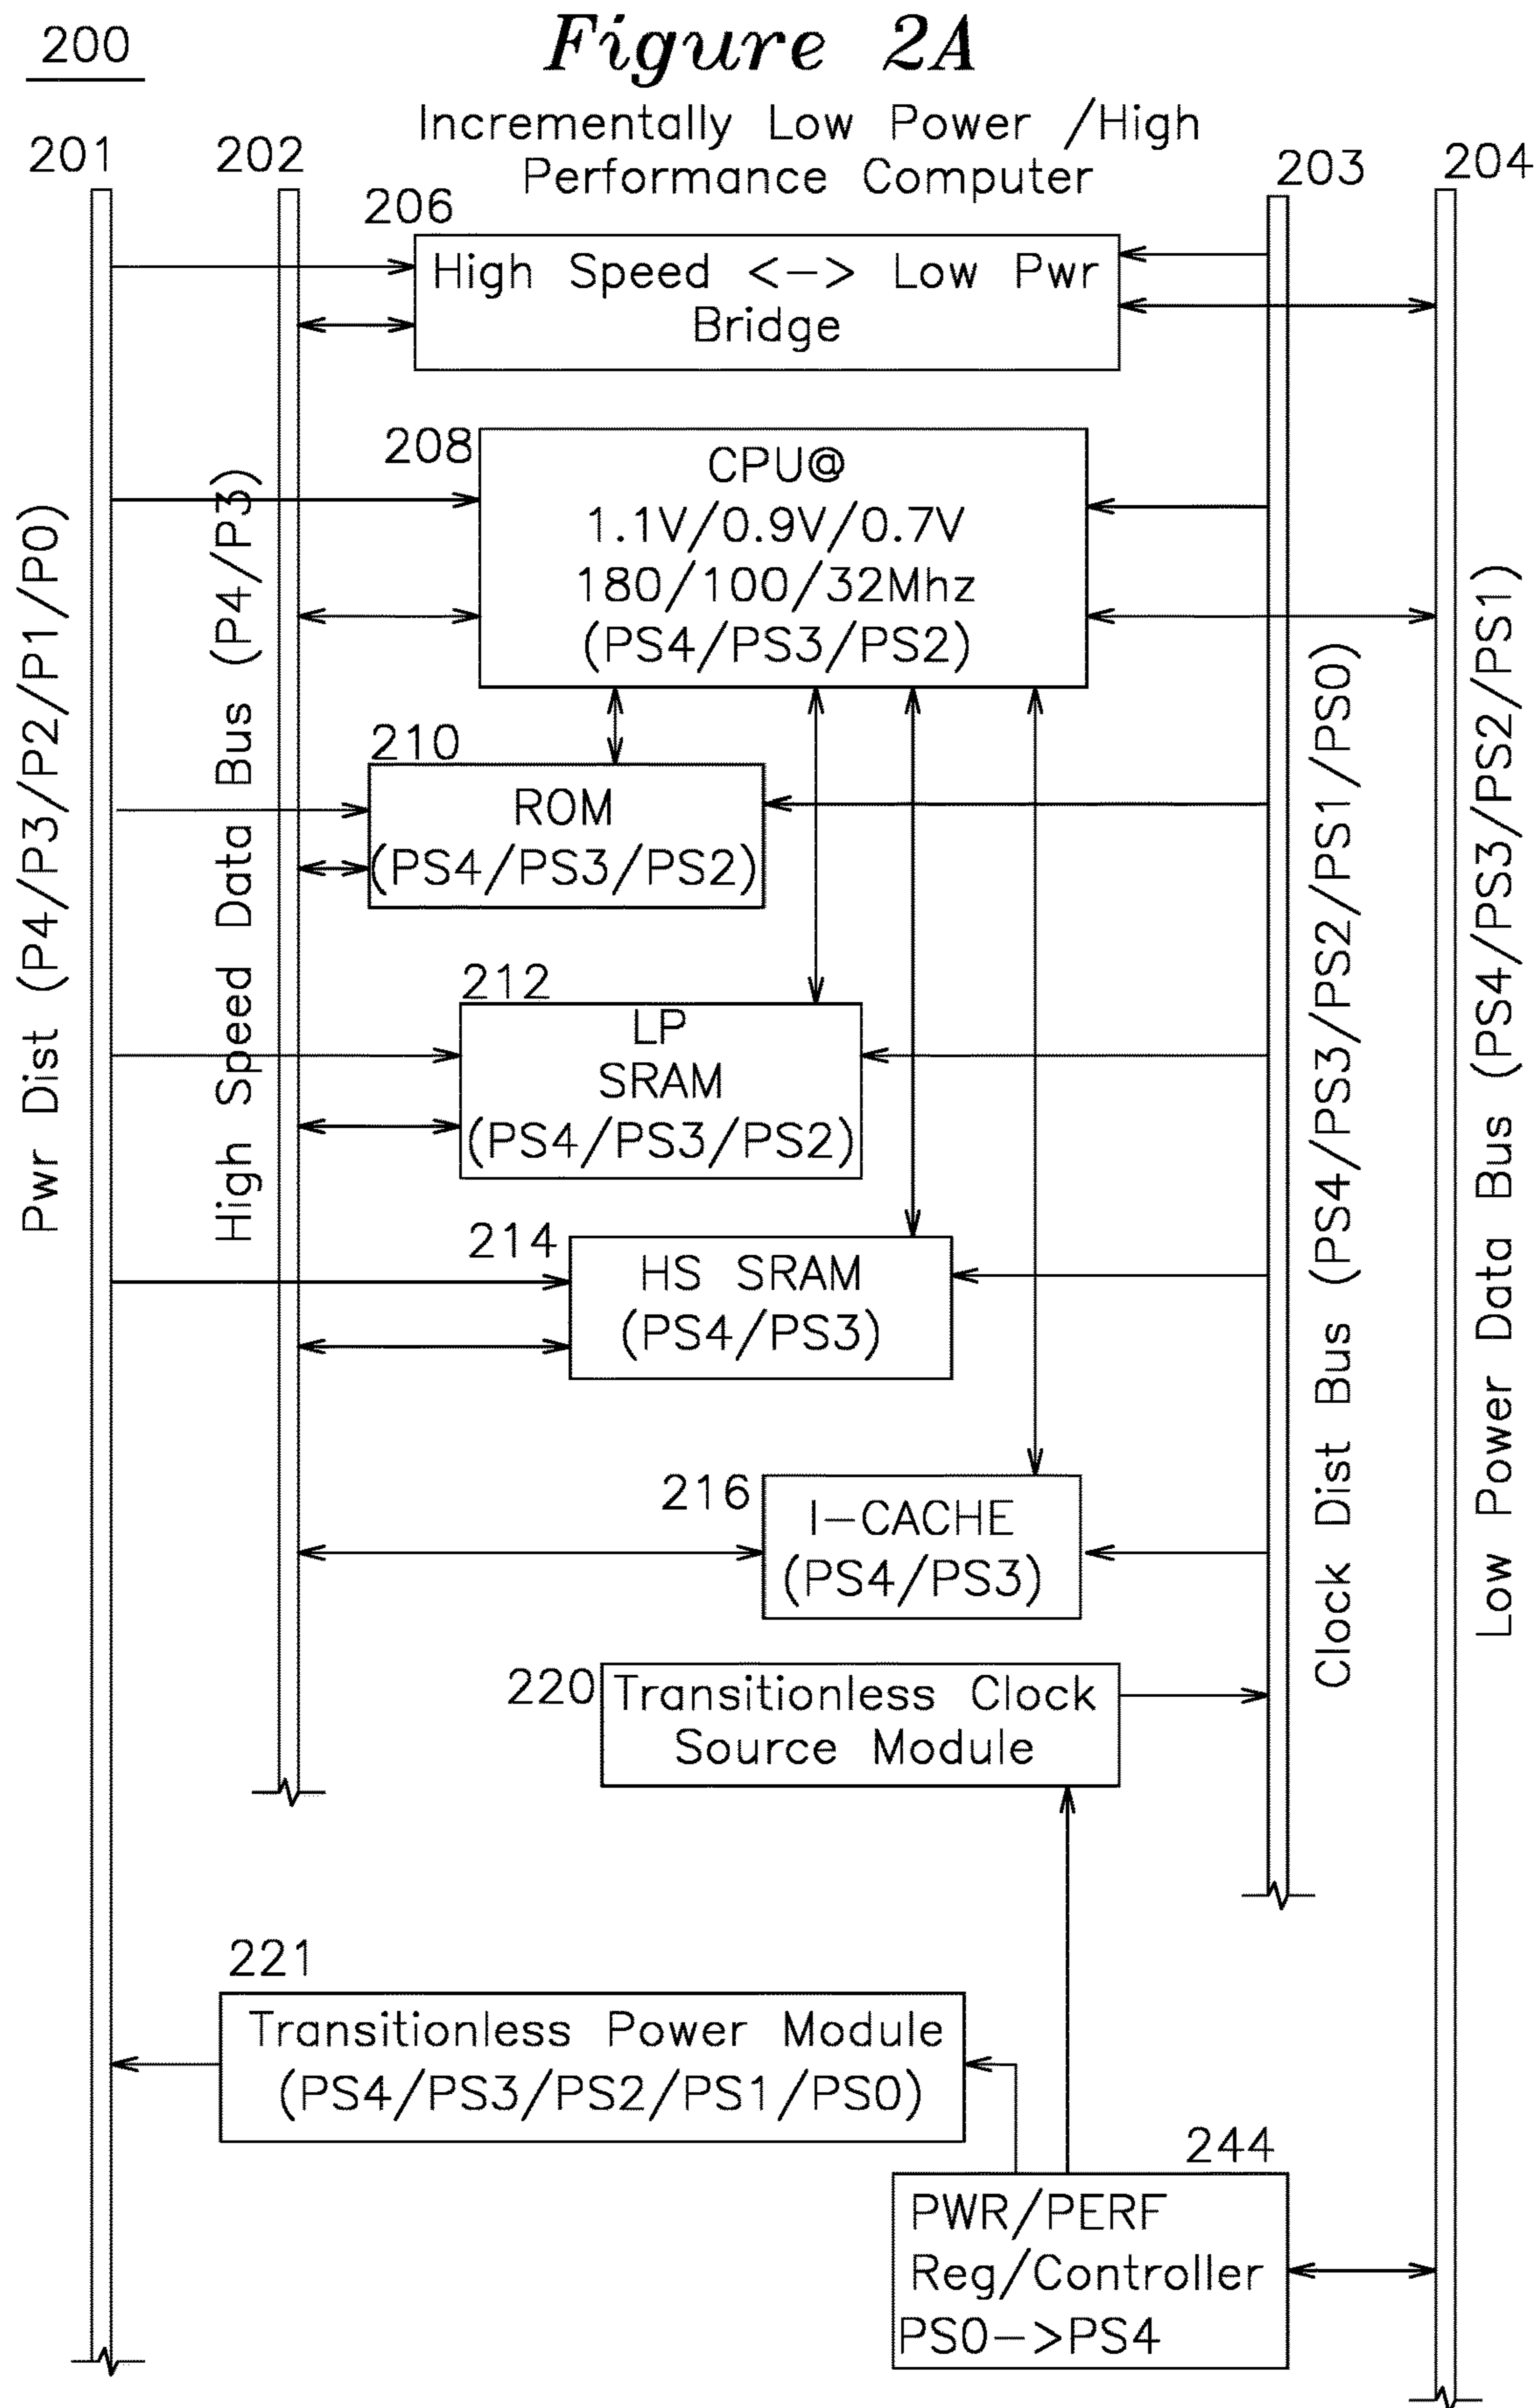 200
Figure 2A
Incrementally Low Power /High
Performance Computer
201
202
203
204
206
High Speed <-> Low Pwr
Bridge
208
CPU@
1.1V/0.9V/0.7V
180/100/32Mhz
(PS4/PS3/PS2)
210
ROM
(PS4/PS3/PS2)
212
LP
SRAM
(PS4/PS3/PS2)
214
HS SRAM
(PS4/PS3)
216
I-CACHE
(PS4/PS3)
220
Transitionless Clock
Source Module
221
Transitionless Power Module
(PS4/PS3/PS2/PS1/PS0)
244
PWR/PERF
Reg/Controller
PS0->PS4
Pwr Dist (P4/P3/P2/P1/P0)
High Speed Data Bus (P4/P3)
Clock Dist Bus (PS4/PS3/PS2/PS1/PS0)
Low Power Data Bus (PS4/PS3/PS2/PS1)